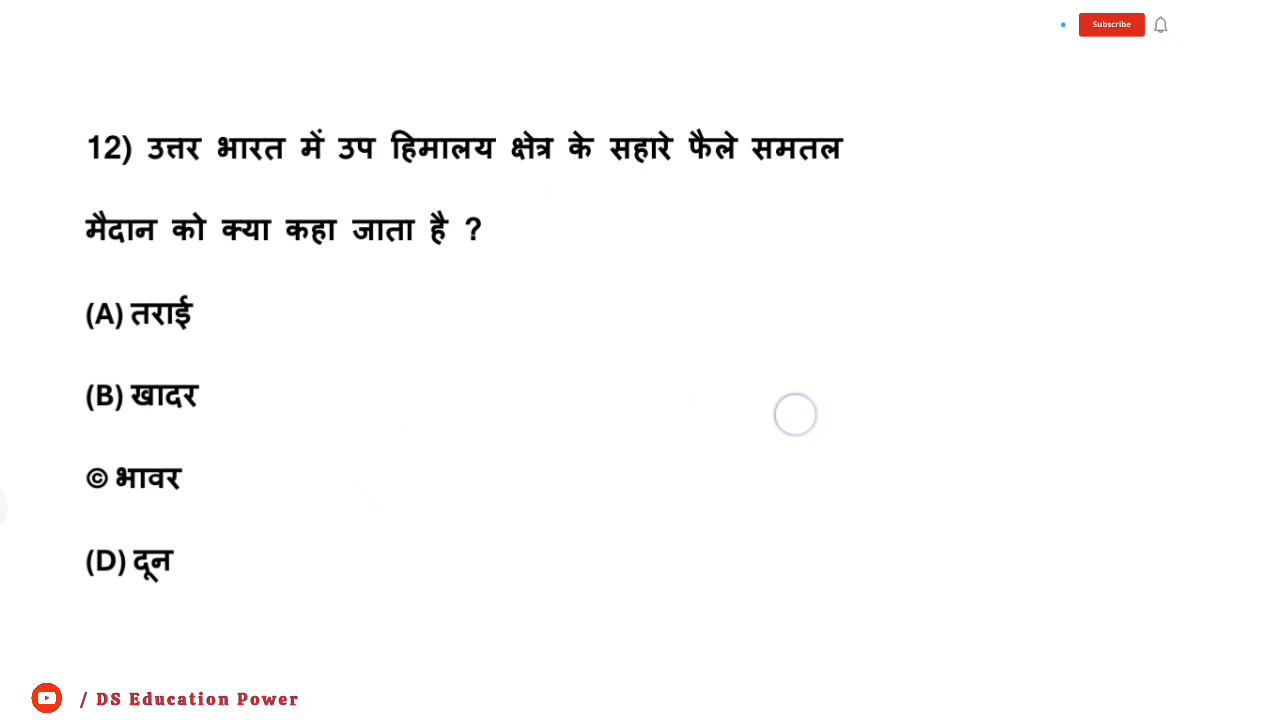 Subscribe
12) उत्तर भारत में उप हिमालय क्षेत्र के सहारे फैले समतल
मैदान को क्या कहा जाता है ?
(A) तराई
(B) खादर
© भावर
(D) दून
/ DS Education Power